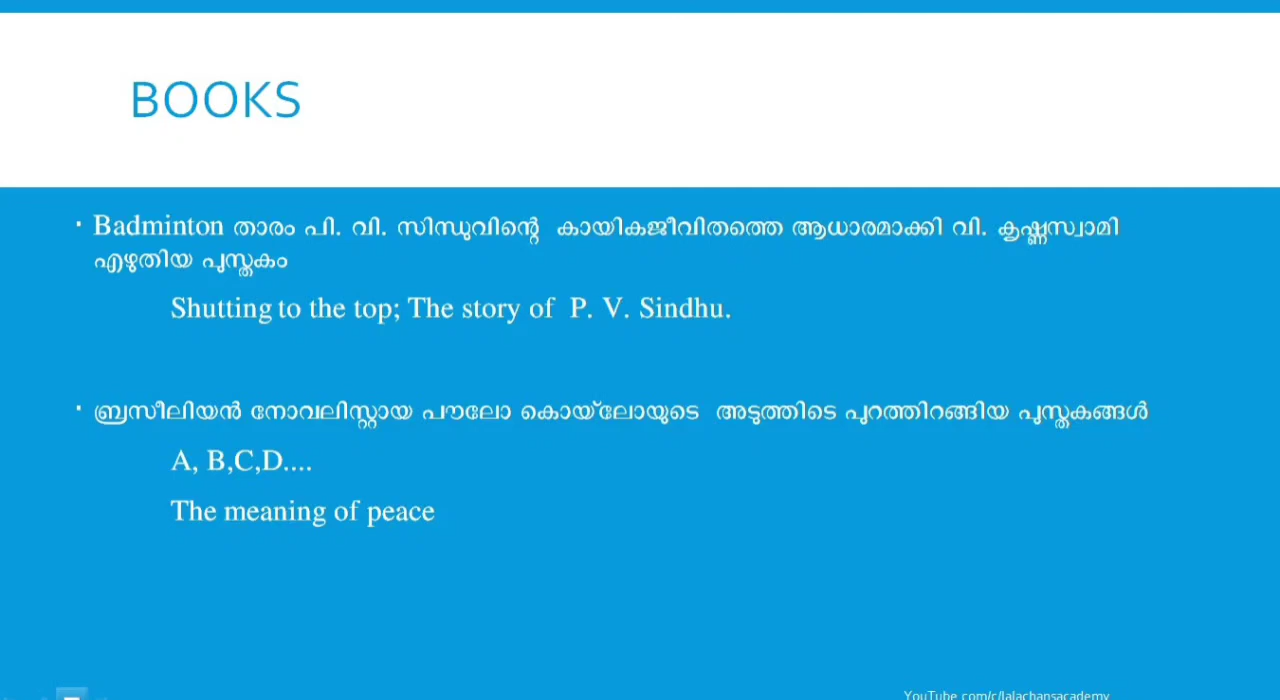 BOOKS
Badminton താരം പി. വി. സിന്ധുവിന്റെ കായികജീവിതത്തെ ആധാരമാക്കി വി. കൃഷ്ണസ്വാമി
എഴുതിയ പുസ്തകം
Shutting to the top; The story of P. V. Sindhu.
ബ്രസീലിയൻ നോവലിസ്റ്റായ പൗലോ കൊയ്‌ലോയുടെ അടുത്തിടെ പുറത്തിറങ്ങിയ പുസ്തകങ്ങൾ
A, B,C,D....
The meaning of peace
YouTube com/c/lalachansacademy